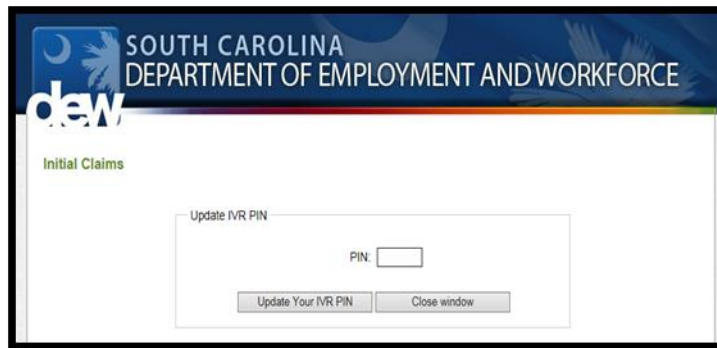 SOUTH CAROLINA
DEPARTMENT OF EMPLOYMENT AND WORKFORCE
dew
Initial Claims
Update IVR PIN
PIN:
Update Your IVR PIN Close window